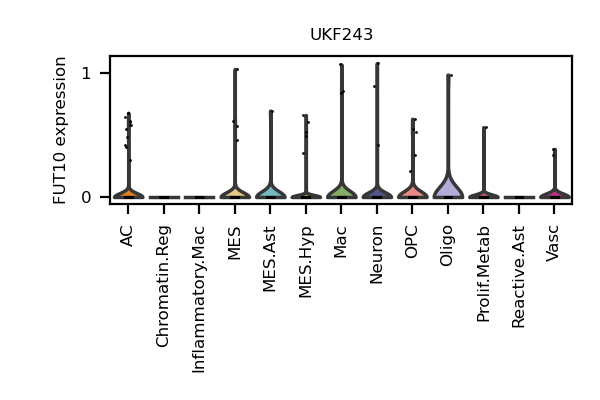 UKF243
FUT10 expression
1
0
AC
Chromatin.Reg
Inflammatory.Mac
MES
MES.Ast
MES.Hyp
Mac
Neuron
OPC
Oligo
Prolif.Metab
Reactive.Ast
Vasc